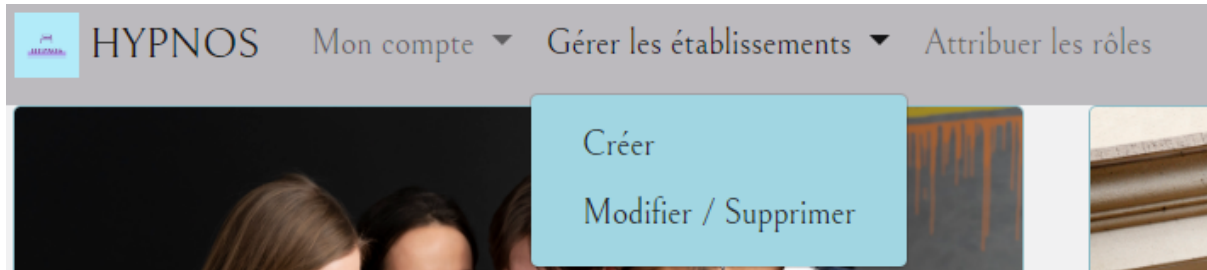 HYPNOS Mon compte Gérer les établissements Attribuer les rôles
Créer
Modifier / Supprimer